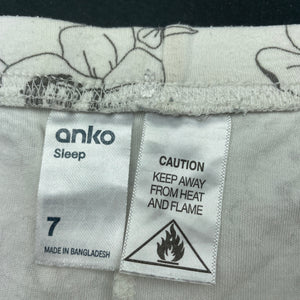 anko
Sleep
7
MADE IN BANGLADESH
CAUTION
KEEP AWAY
FROM HEAT
AND FLAME